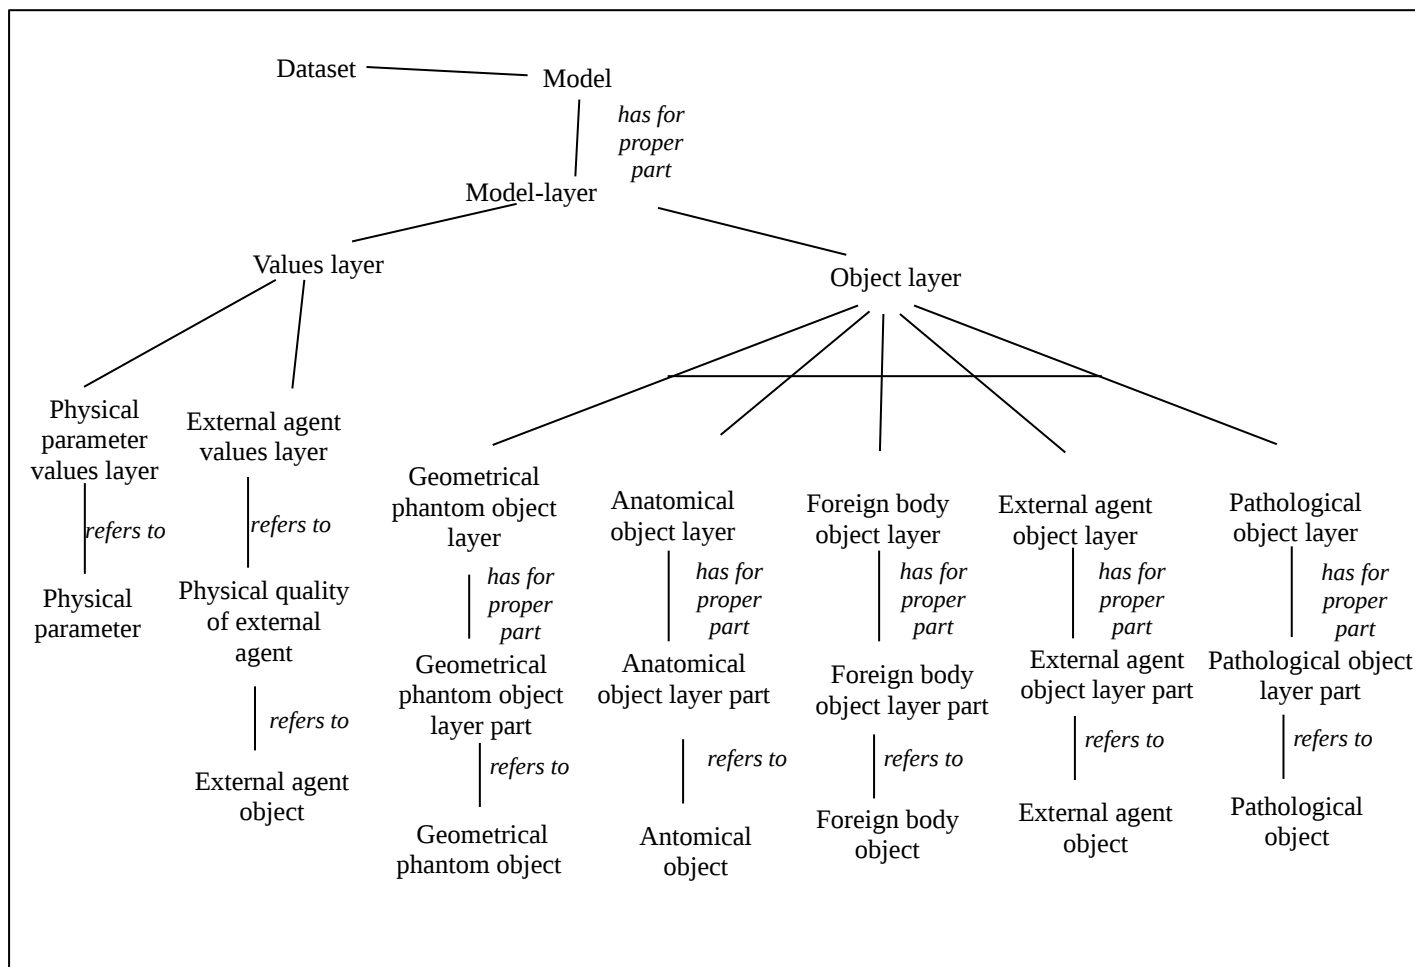 Dataset
Model
has for
proper
part
Model-layer
Values layer
Object layer
Physical
parameter
values layer
External agent
values layer
Geometrical
phantom object
layer
Anatomical
object layer
Foreign body
object layer
External agent
object layer
Pathological
object layer
refers to
refers to
has for
proper
part
has for
proper
part
has for
proper
part
has for
proper
part
has for
proper
part
Physical
parameter
Physical quality
of external
agent
Geometrical
phantom object
layer part
Anatomical
object layer part
Foreign body
object layer part
External agent
object layer part
Pathological object
layer part
refers to
refers to
refers to
refers to
refers to
refers to
External agent
object
Geometrical
phantom object
Antomical
object
Foreign body
object
External agent
object
Pathological
object